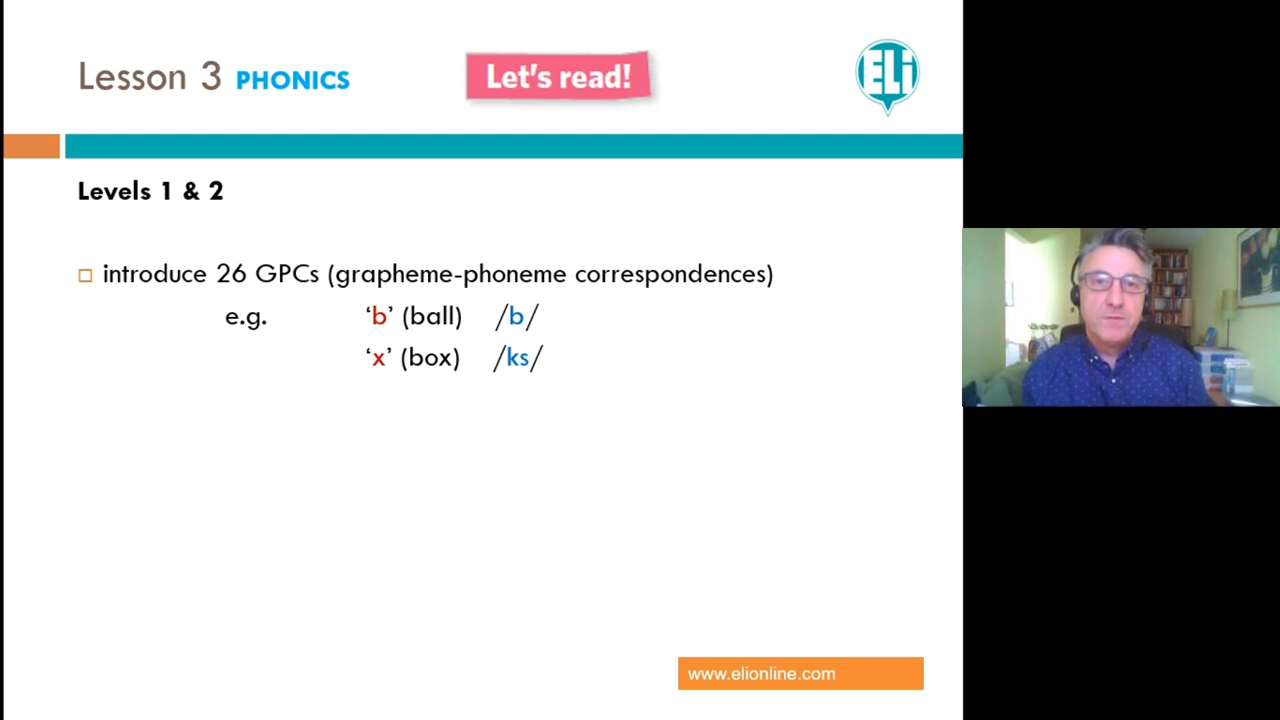 Lesson 3 PHONICS
Let's read!
ELi
Levels 1 & 2
introduce 26 GPCs (grapheme-phoneme correspondences)
e.g. ‘b’ (ball) /b/
‘x’ (box) /ks/
www.elionline.com